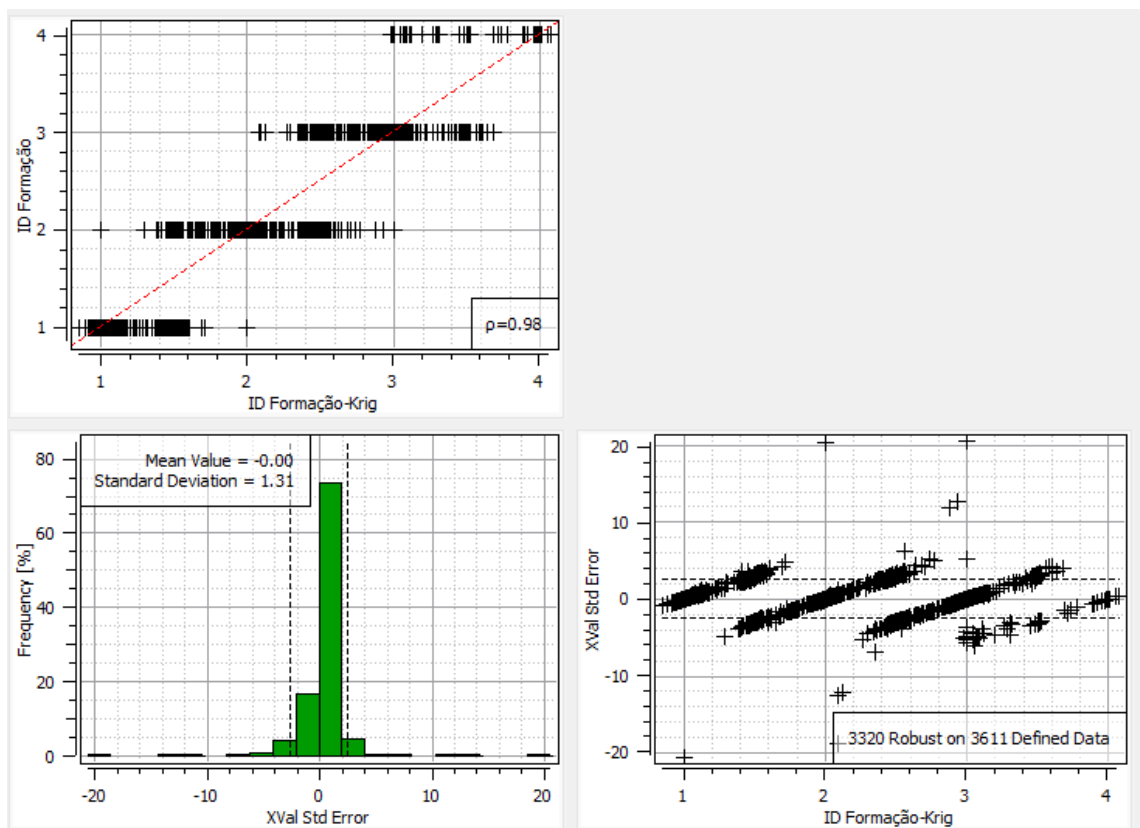 4
3
2
1
ID Formação
ρ=0.98
1
2
3
4
ID Formação-Krig
80
60
40
20
0
Frequency [%]
Mean Value = -0.00
Standard Deviation = 1.31
-20
-10
0
10
20
XVal Std Error
20
10
0
-10
-20
XVal Std Error
3320 Robust on 3611 Defined Data
1
2
3
4
ID Formação-Krig